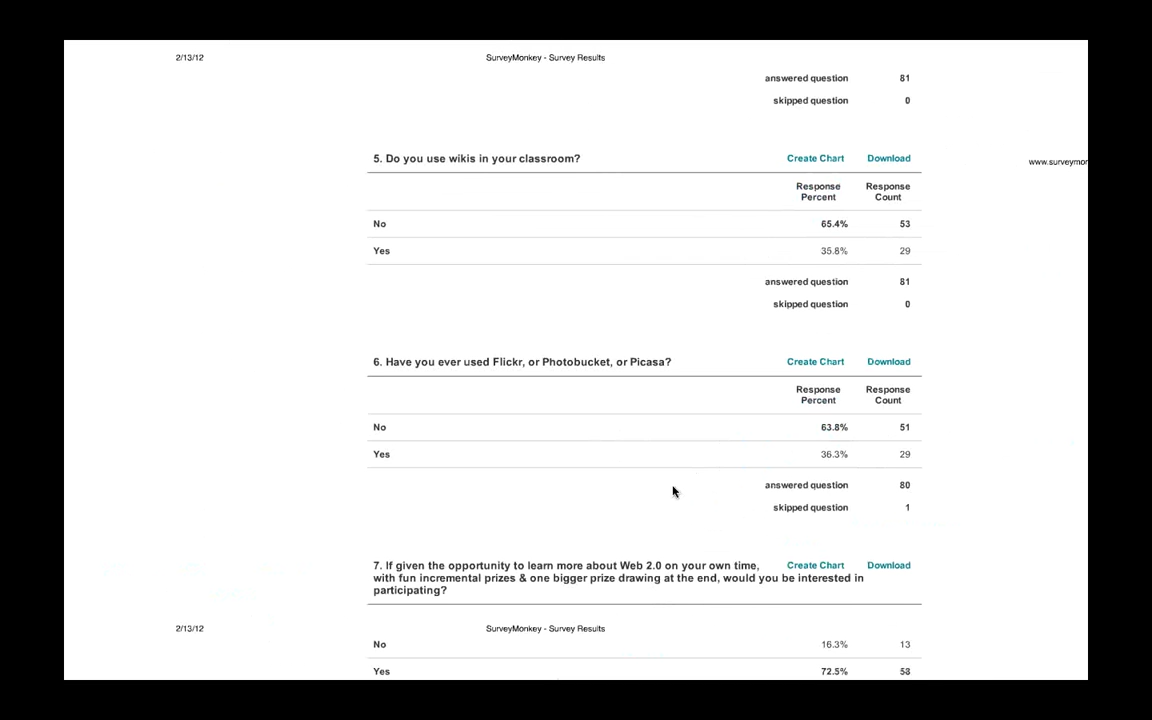 2/13/12 SurveyMonkey - Survey Results
answered question 81
skipped question 0
5. Do you use wikis in your classroom? Create Chart Download
www.surveymor
Response Percent Response Count
No 65.4% 53
Yes 35.8% 29
answered question 81
skipped question 0
6. Have you ever used Flickr, or Photobucket, or Picasa? Create Chart Download
Response Percent Response Count
No 63.8% 51
Yes 36.3% 29
answered question 80
skipped question 1
7. If given the opportunity to learn more about Web 2.0 on your own time, Create Chart Download
with fun incremental prizes & one bigger prize drawing at the end, would you be interested in
participating?
2/13/12 SurveyMonkey - Survey Results
No 16.3% 13
Yes 72.5% 58